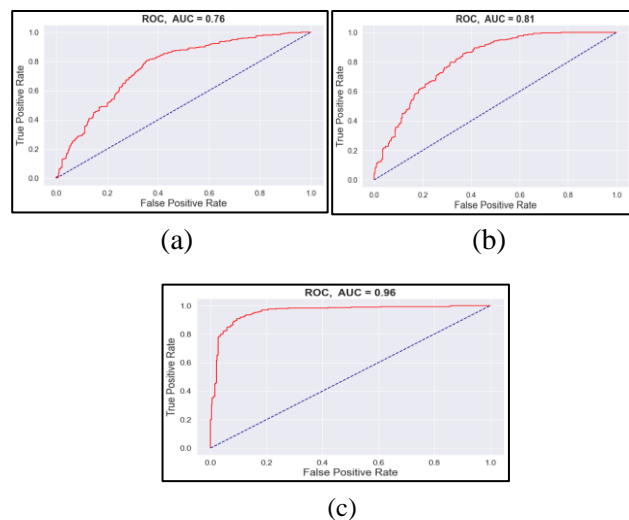 ROC, AUC = 0.76
True Positive Rate
1.0
0.8
0.6
0.4
0.2
0.0
0.0 0.2 0.4 0.6 0.8 1.0
False Positive Rate
(a)
ROC, AUC = 0.81
True Positive Rate
1.0
0.8
0.6
0.4
0.2
0.0
0.0 0.2 0.4 0.6 0.8 1.0
False Positive Rate
(b)
ROC, AUC = 0.96
True Positive Rate
1.0
0.8
0.6
0.4
0.2
0.0
0.0 0.2 0.4 0.6 0.8 1.0
False Positive Rate
(c)